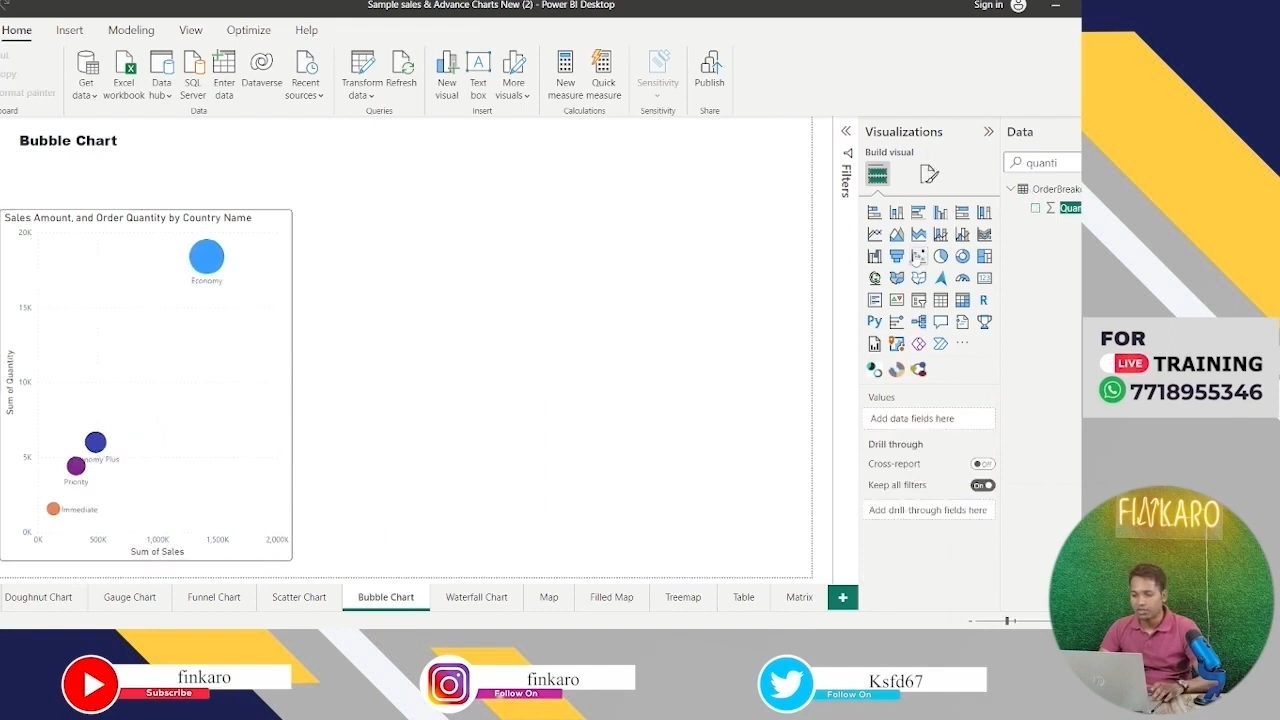 Sample sales & Advance Charts New (2) - Power BI Desktop
Sign in
Home Insert Modeling View Optimize Help
Get data
Excel workbook
Data hub
SQL Server
Enter data
Dataverse
Recent sources
Transform data
Refresh
New visual
Text box
More visuals
New measure
Quick measure
Sensitivity
Publish
ormat painter
Data
Queries
Insert
Calculations
Sensitivity
Share
Bubble Chart
Sales Amount, and Order Quantity by Country Name
20K
15K
10K
5K
0K
Sum of Quantity
Economy
onomy Plus
Priority
Immediate
0K 500K 1,000K 1,500K 2,000K
Sum of Sales
Filters
Visualizations
Build visual
R
Py
123
Values
Add data fields here
Drill through
Cross-report
Off
Keep all filters
On
Add drill-through fields here
Data
quanti
OrderBreak
Quan
Doughnut Chart Gauge Chart Funnel Chart Scatter Chart Bubble Chart Waterfall Chart Map Filled Map Treemap Table Matrix
FOR
LIVE TRAINING
7718955346
FINKARO
finkaro
Subscribe
finkaro
Follow On
Ksfd67
Follow On